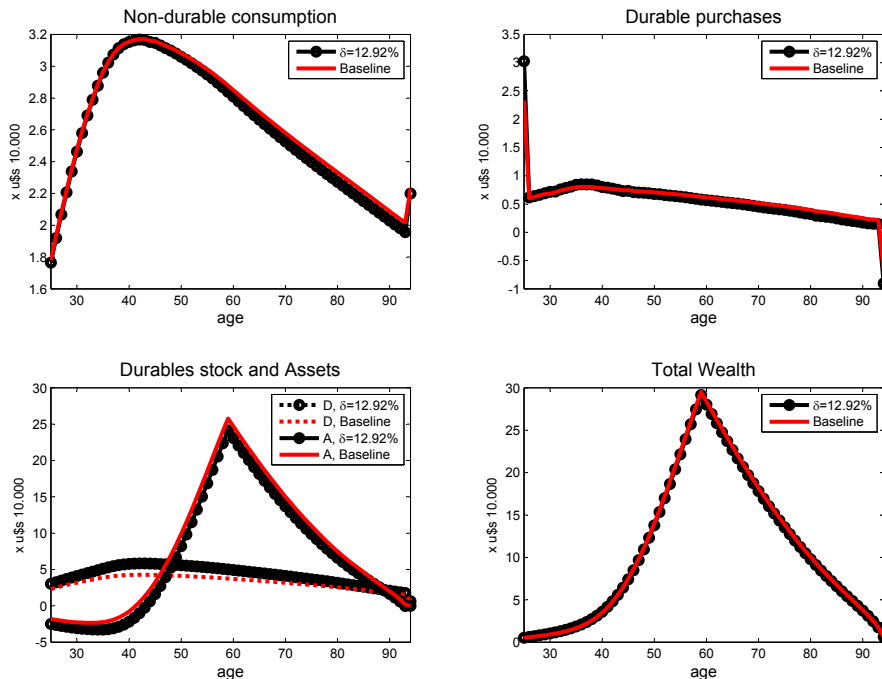 Non-durable consumption
3.2
3
2.8
2.6
2.4
2.2
2
1.8
1.6
x u$s 10.000
30 40 50 60 70 80 90
age
δ=12.92%
Baseline
Durable purchases
3.5
3
2.5
2
1.5
1
0.5
0
-0.5
-1
x u$s 10.000
30 40 50 60 70 80 90
age
δ=12.92%
Baseline
Durables stock and Assets
30
25
20
15
10
5
0
-5
x u$s 10.000
30 40 50 60 70 80 90
age
D, δ=12.92%
D, Baseline
A, δ=12.92%
A, Baseline
Total Wealth
30
25
20
15
10
5
0
x u$s 10.000
30 40 50 60 70 80 90
age
δ=12.92%
Baseline